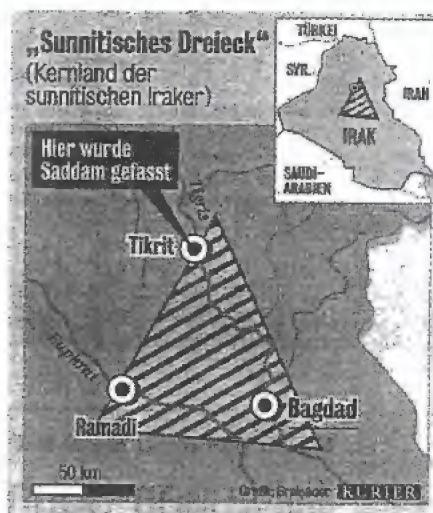 „Sunnitisches Dreieck“
(Kernland der
sunnitischen Iraker)
TÜRKEI
SYR.
IRAN
IRAK
SAUDI-
ARABIEN
Hier wurde
Saddam gefasst
Tigris
Tikrit
Euphrat
Ramadi
Bagdad
50 km
Grafik:
KURIER